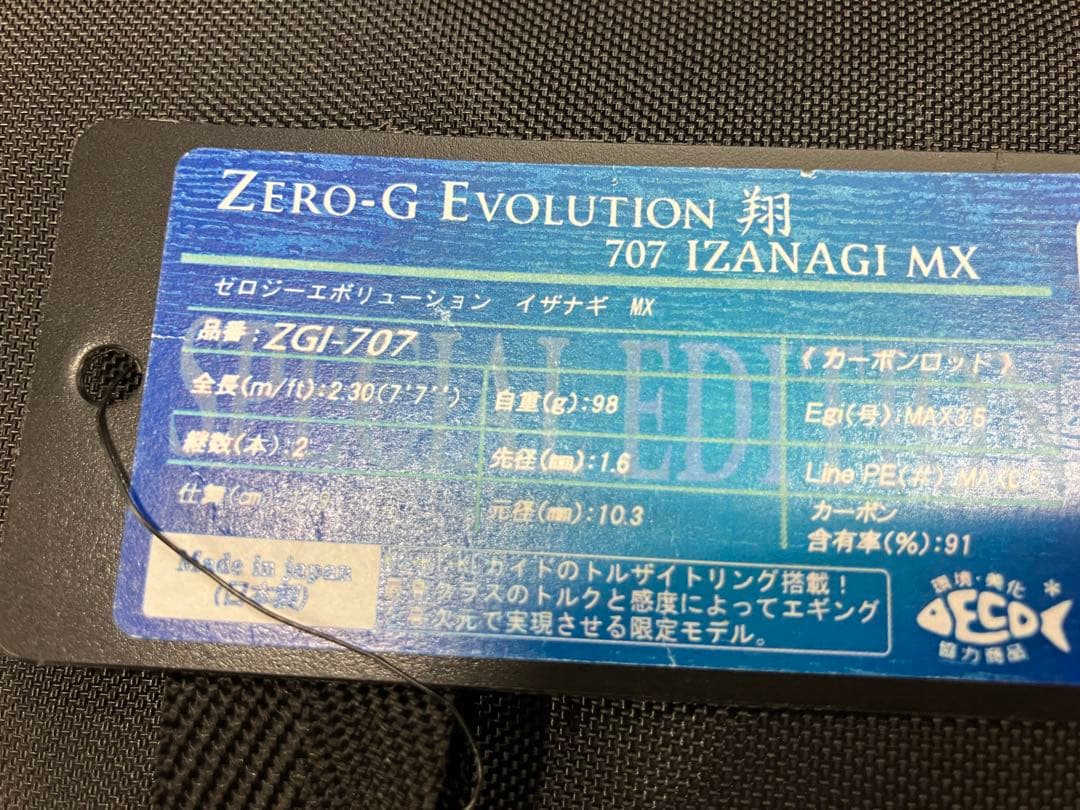 ZERO-G EVOLUTION 翔
707 IZANAGI MX
ゼロジーエボリューション イザナギ MX
SPECIAL EDITION
品番:ZGI-707
《カーボンロッド》
全長(m/ft):2.30(7'7'')
自重(g):98
Egi(号):MAX3.5
継数(本):2
先径(mm):1.6
Line PE(#):MAX0.
仕舞(cm)
元径(mm):10.3
カーボン
含有率(%):91
Made in japan
(日本製)
ガイドのトルザイトリング搭載!
クラスのトルクと感度によってエギング
次元で実現させる限定モデル。
環境・美化
DECO
協力商品